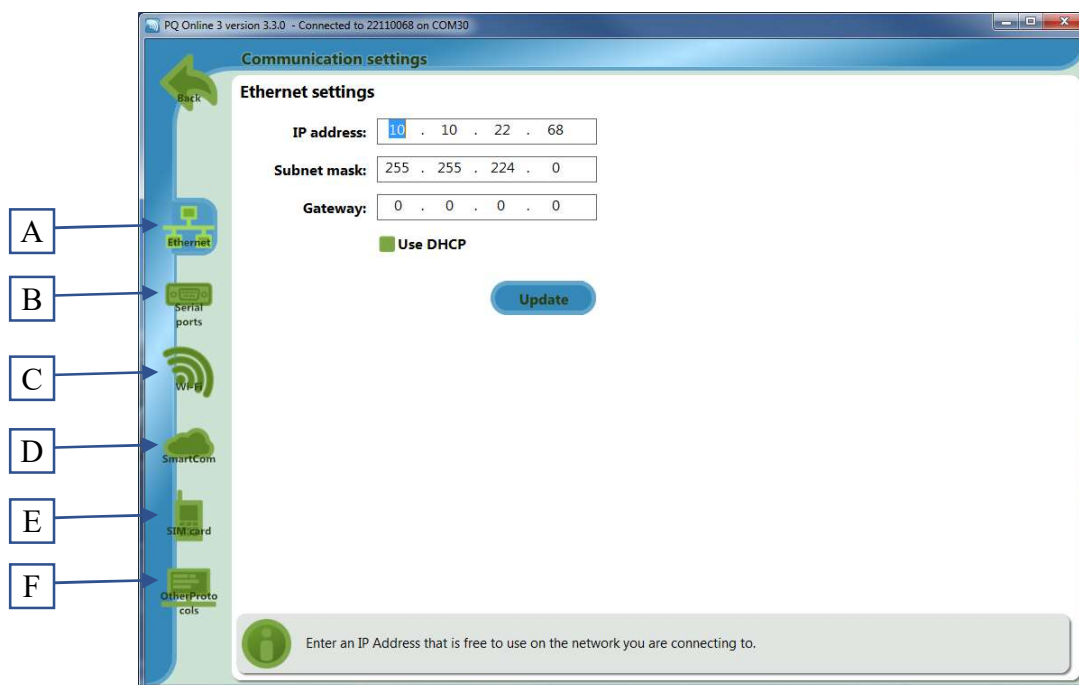 PQ Online 3 version 3.3.0 - Connected to 22110068 on COM30
Communication settings
Back
Ethernet settings
IP address: 10 . 10 . 22 . 68
Subnet mask: 255 . 255 . 224 . 0
Gateway: 0 . 0 . 0 . 0
Use DHCP
Update
A
Ethernet
B
Serial
ports
C
Wi-Fi
D
SmartCom
E
SIM card
F
OtherProto
cols
Enter an IP Address that is free to use on the network you are connecting to.